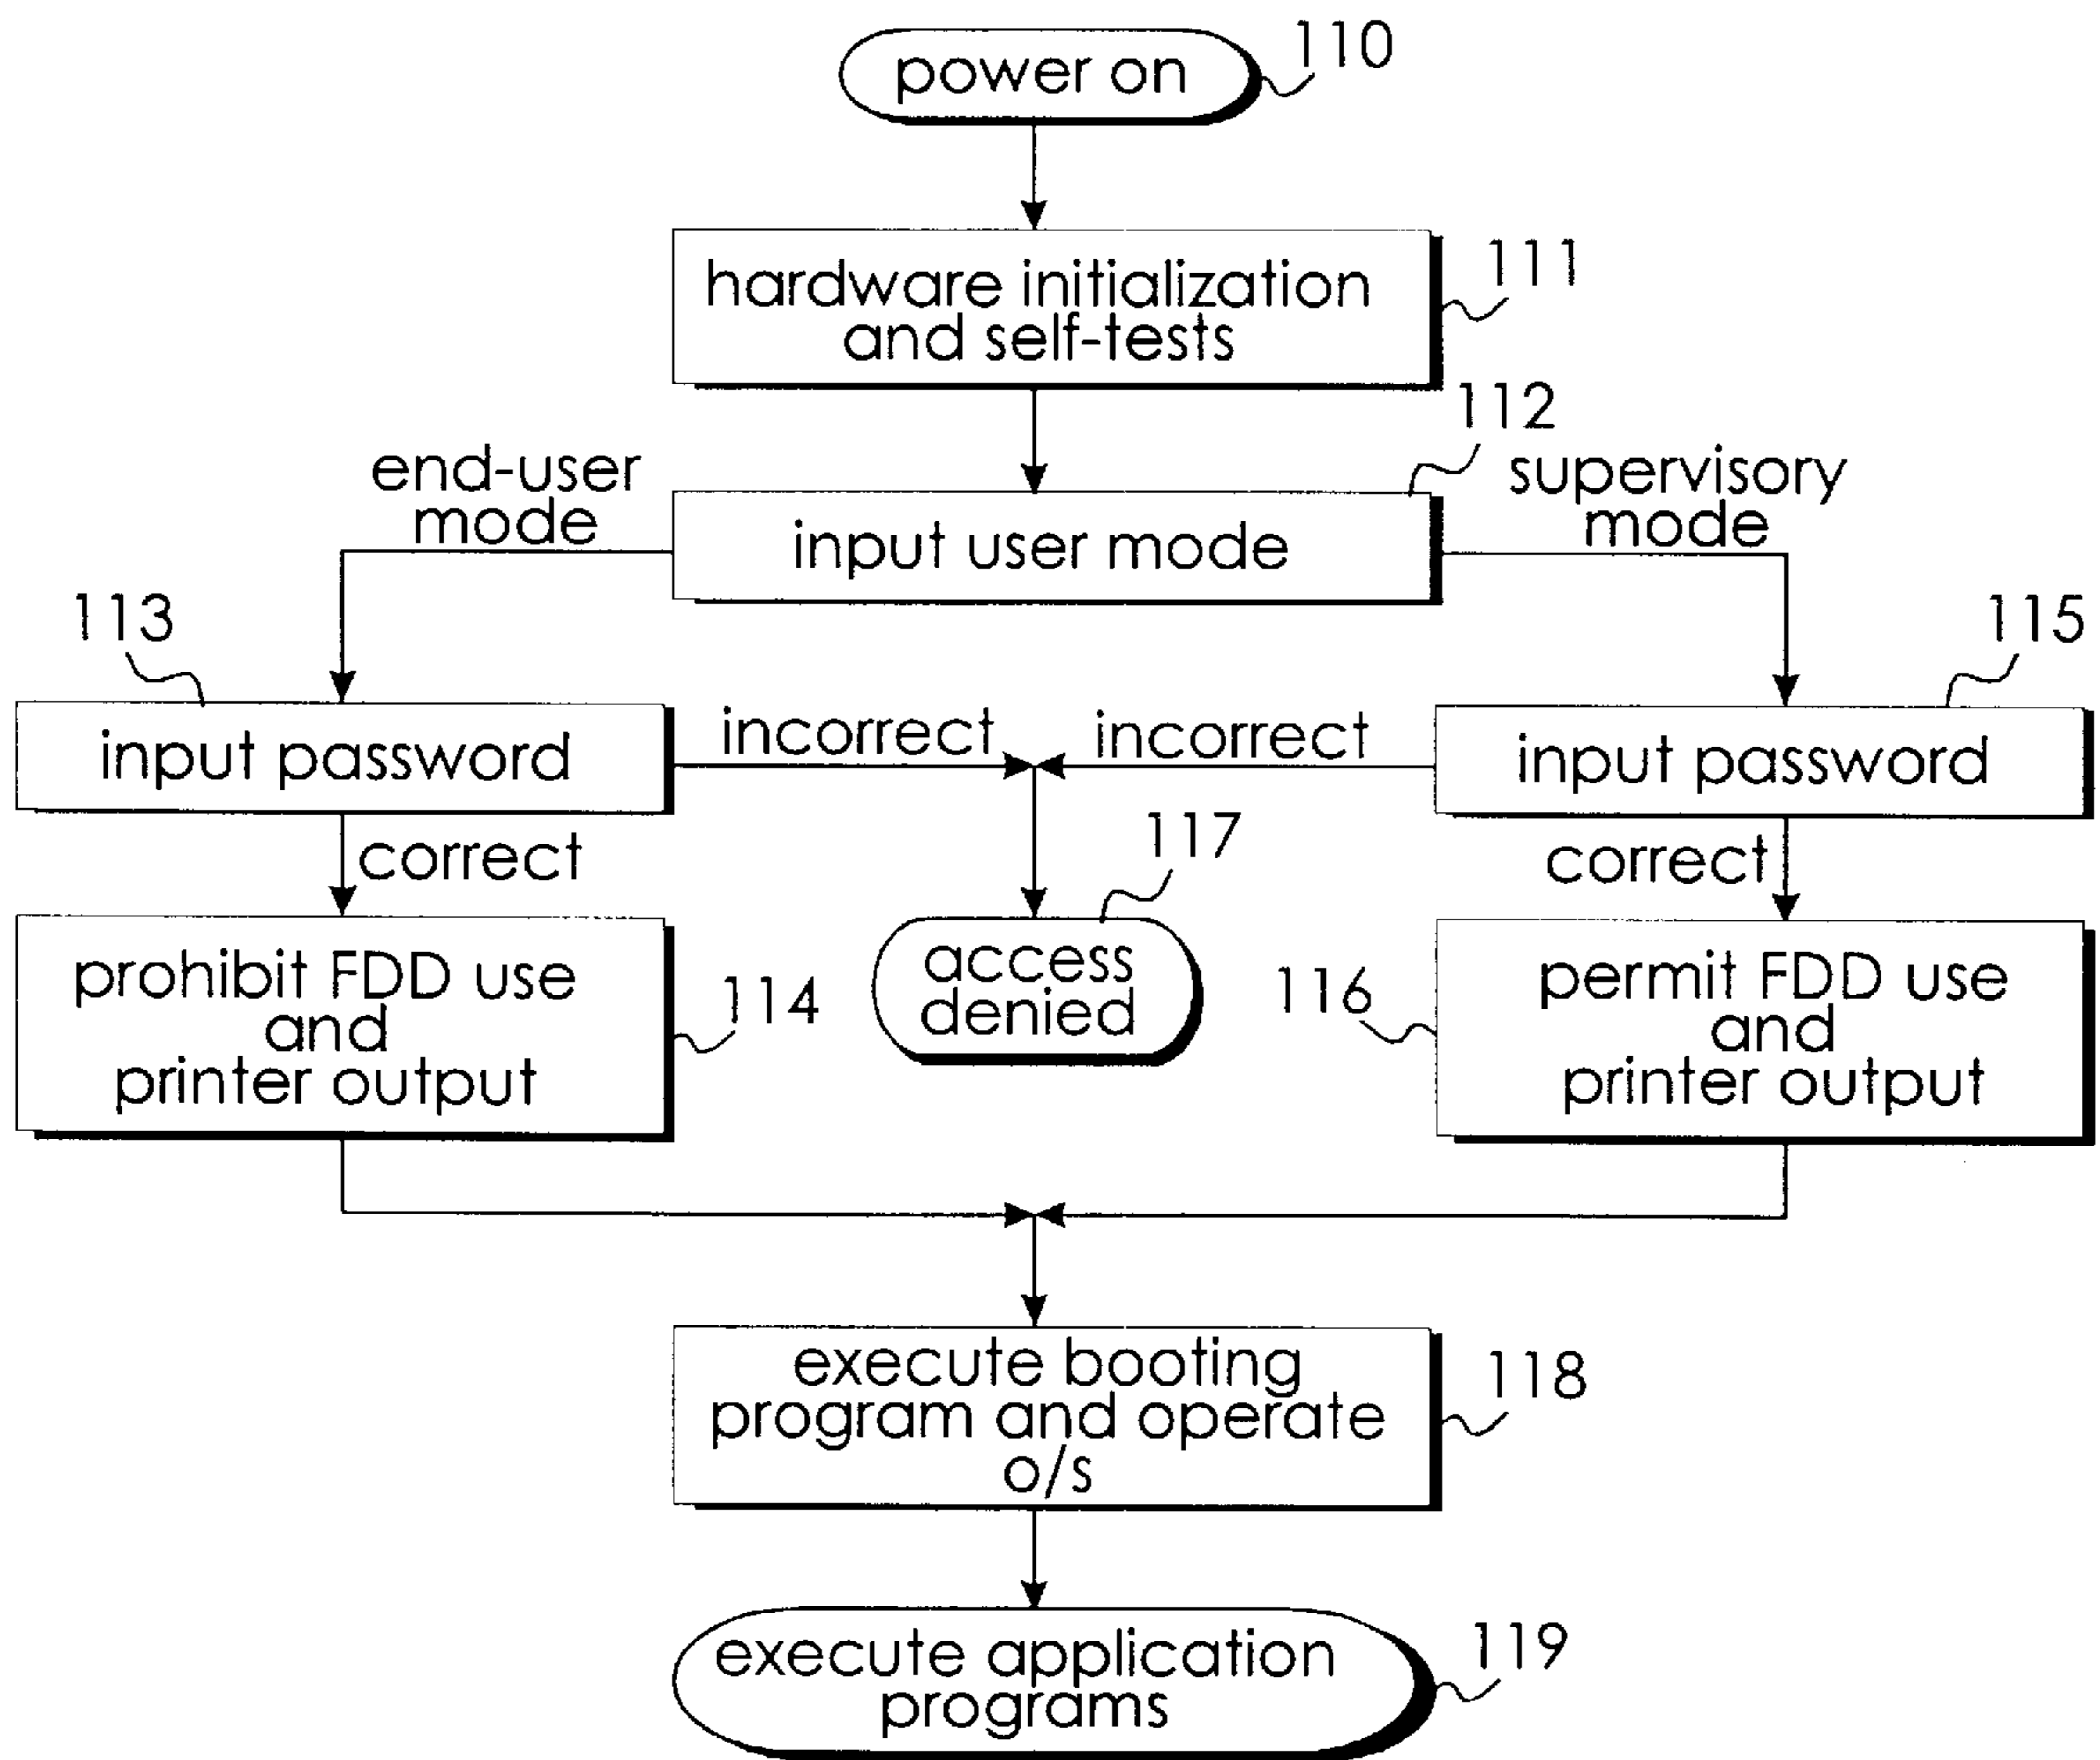 power on
110
hardware initialization
and self-tests
111
112
end-user
mode
input user mode
supervisory
mode
113
115
input password
incorrect
incorrect
input password
correct
117
correct
prohibit FDD use
and
printer output
114
access
denied
116
permit FDD use
and
printer output
execute booting
program and operate
o/s
118
execute application
programs
119